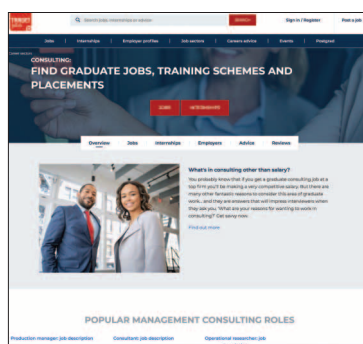 TARGET
jobs
Search jobs, internships or advice
SEARCH
Sign in / Register
Post a job
Jobs
Internships
Employer profiles
Job sectors
Careers advice
Events
Postgrad
CONSULTING:
FIND GRADUATE JOBS, TRAINING SCHEMES AND
PLACEMENTS
JOBS
INTERNSHIPS
Overview
Jobs
Internships
Employers
Advice
Reviews
What's in consulting other than salary?
You probably know that if you get a graduate consulting job at a
top firm you'll be making a very competitive salary. But there are
many other fantastic reasons to consider this area of graduate
work... and they are answers that will impress interviewers when
they ask you 'What are your reasons for wanting to work in
consulting?' Get savvy now.
Find out more
POPULAR MANAGEMENT CONSULTING ROLES
Production manager: job description
Consultant: job description
Operational researcher: job